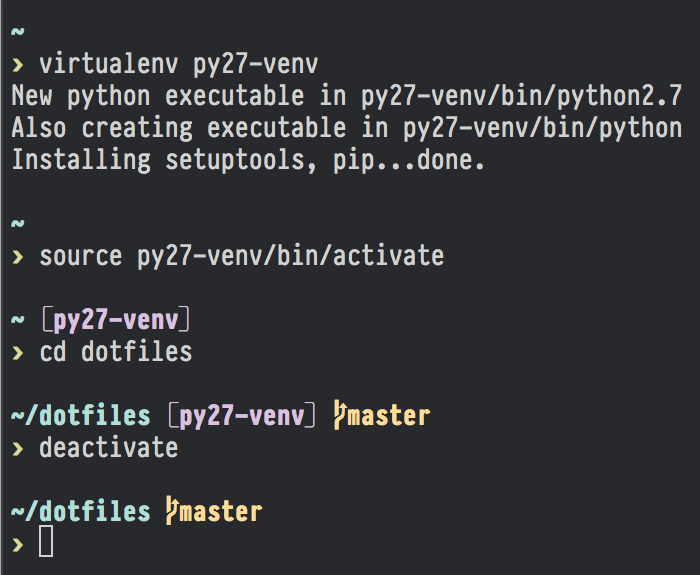 ~
› virtualenv py27-venv
New python executable in py27-venv/bin/python2.7
Also creating executable in py27-venv/bin/python
Installing setuptools, pip...done.
~
› source py27-venv/bin/activate
~ [py27-venv]
› cd dotfiles
~/dotfiles [py27-venv] master
› deactivate
~/dotfiles master
›